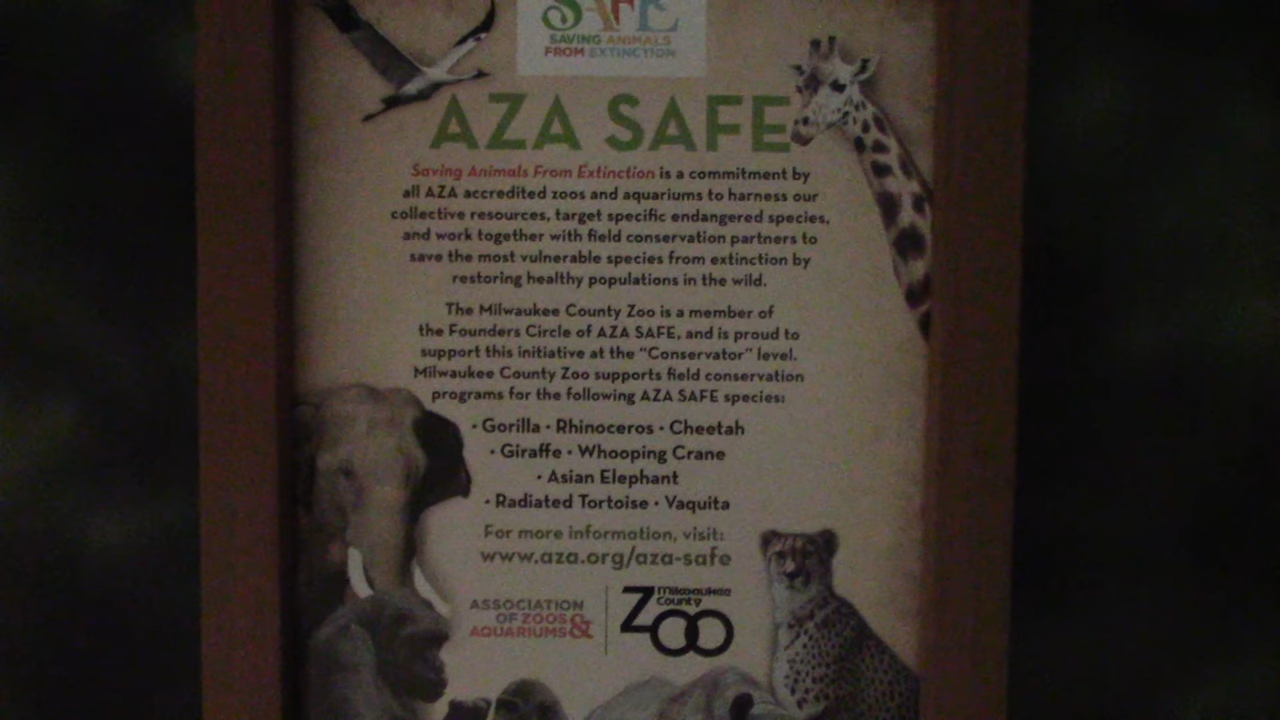 SAFE
SAVING ANIMALS
FROM EXTINCTION
AZA SAFE
Saving Animals From Extinction is a commitment by
all AZA accredited zoos and aquariums to harness our
collective resources, target specific endangered species,
and work together with field conservation partners to
save the most vulnerable species from extinction by
restoring healthy populations in the wild.
The Milwaukee County Zoo is a member of
the Founders Circle of AZA SAFE, and is proud to
support this initiative at the “Conservator” level.
Milwaukee County Zoo supports field conservation
programs for the following AZA SAFE species:
• Gorilla • Rhinoceros • Cheetah
• Giraffe • Whooping Crane
• Asian Elephant
• Radiated Tortoise • Vaquita
For more information, visit:
www.aza.org/aza-safe
ASSOCIATION
OF ZOOS &
AQUARIUMS
Milwaukee
County
ZOO